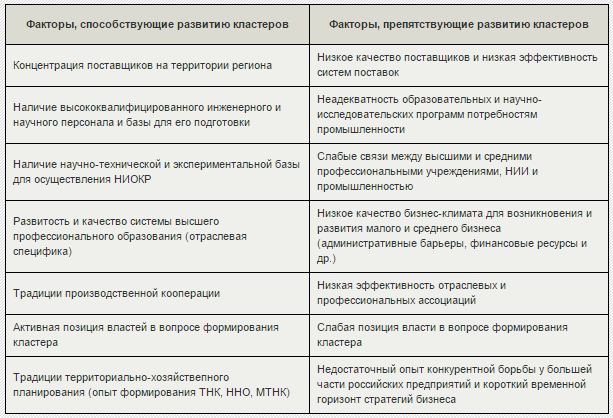 Факторы, способствующие развитию кластеров
Факторы, препятствующие развитию кластеров
Концентрация поставщиков на территории региона
Низкое качество поставщиков и низкая эффективность
систем поставок
Наличие высококвалифицированного инженерного и
научного персонала и базы для его подготовки
Неадекватность образовательных и научно-
исследовательских программ потребностям
промышленности
Наличие научно-технической и экспериментальной базы
для осуществления НИОКР
Слабые связи между высшими и средними
профессиональными учреждениями, НИИ и
промышленностью
Развитость и качество системы высшего
профессионального образования (отраслевая
специфика)
Низкое качество бизнес-климата для возникновения и
развития малого и среднего бизнеса
(административные барьеры, финансовые ресурсы и
др.)
Традиции производственной кооперации
Низкая эффективность отраслевых и
профессиональных ассоциаций
Активная позиция властей в вопросе формирования
кластера
Слабая позиция власти в вопросе формирования
кластера
Традиции территориально-хозяйствепного
планирования (опыт формирования ТНК, ННО, МТНК)
Недостаточный опыт конкурентной борьбы у большей
части российских предприятий и короткий временной
горизонт стратегий бизнеса